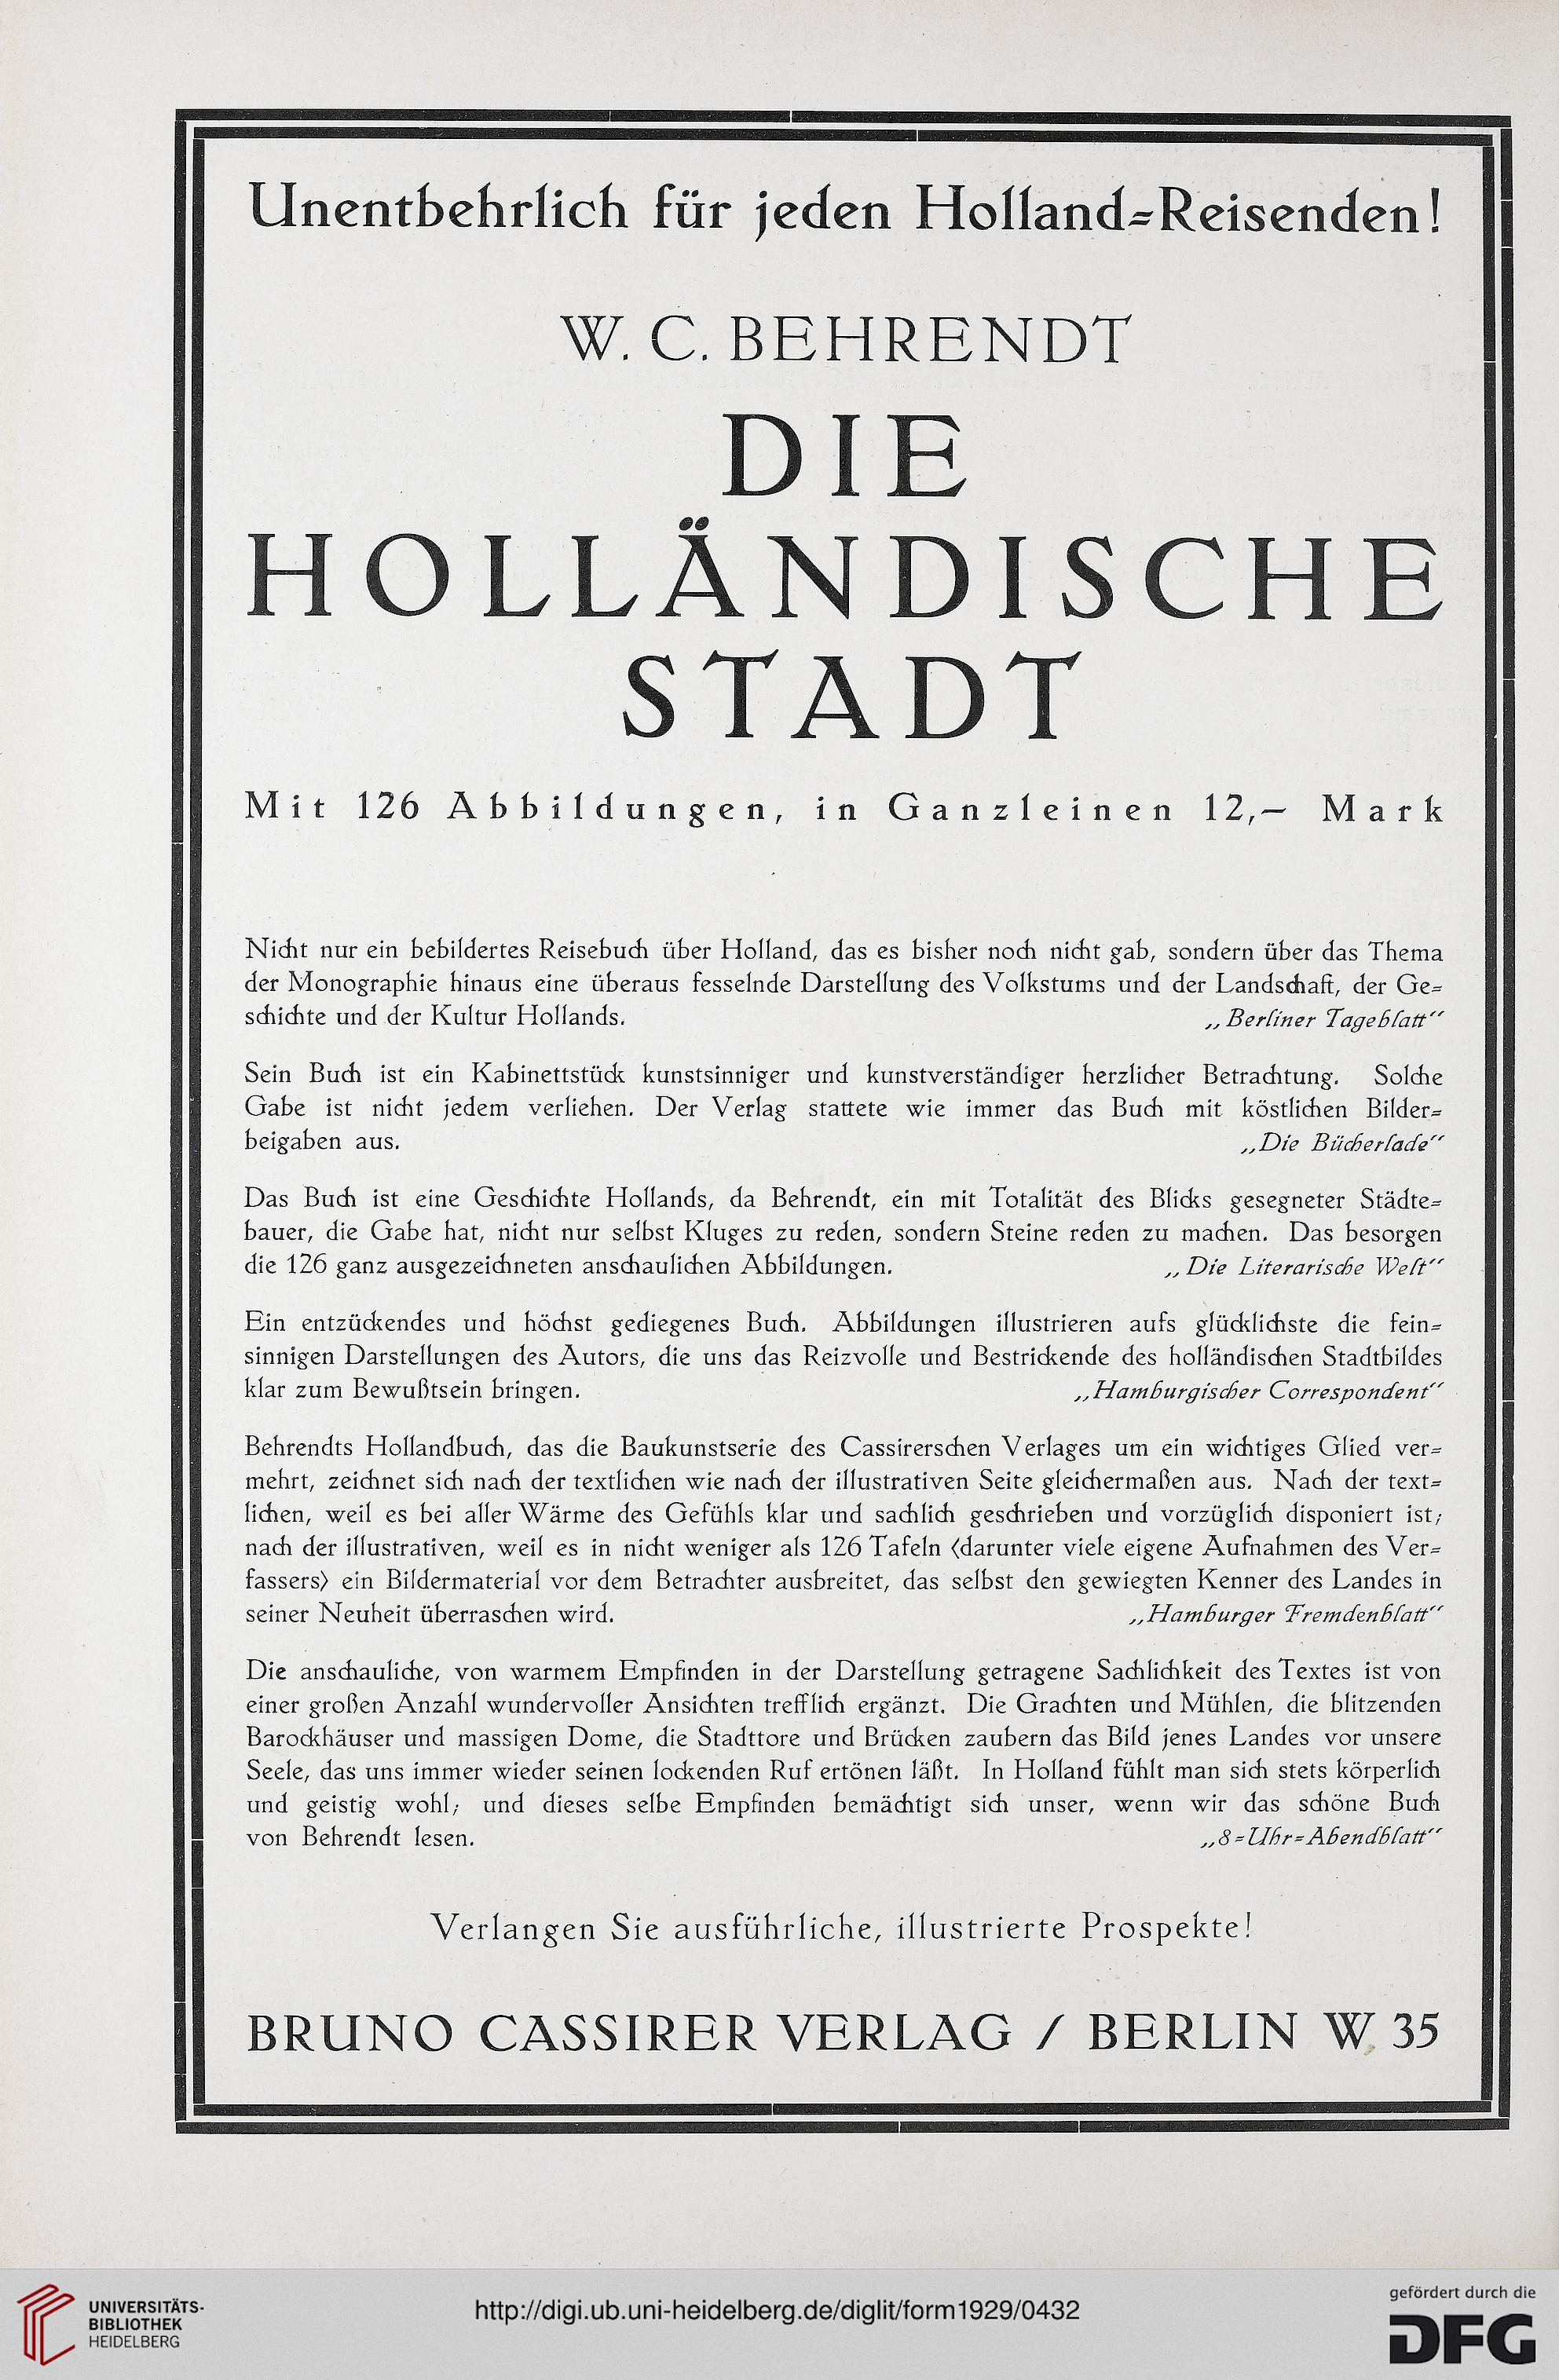 Unentbehrlich für jeden Holland-Reisenden!
W. C. BEHRENDT
DIE
HOLLÄNDISCHE
STADT
Mit 126 Abbildungen, in Ganzleinen 12,— Mark
Nicht nur ein bebildertes Reisebuch über Holland, das es bisher noch nicht gab, sondern über das Thema
der Monographie hinaus eine überaus fesselnde Darstellung des Volkstums und der Landschaft, der Ge-
schichte und der Kultur Hollands. „Berliner Tageblatt“
Sein Buch ist ein Kabinettstück kunstsinniger und kunstverständiger herzlicher Betrachtung. Solche
Gabe ist nicht jedem verliehen. Der Verlag stattete wie immer das Buch mit köstlichen Bilder-
beigaben aus. „Die Bücherlade“
Das Buch ist eine Geschichte Hollands, da Behrendt, ein mit Totalität des Blicks gesegneter Städte-
bauer, die Gabe hat, nicht nur selbst Kluges zu reden, sondern Steine reden zu machen. Das besorgen
die 126 ganz ausgezeichneten anschaulichen Abbildungen. „Die Literarische Welt“
Ein entzückendes und höchst gediegenes Buch. Abbildungen illustrieren aufs glücklichste die fein-
sinnigen Darstellungen des Autors, die uns das Reizvolle und Bestrickende des holländischen Stadtbildes
klar zum Bewußtsein bringen. „Hamburgischer Correspondent“
Behrendts Hollandbuch, das die Baukunstserie des Cassirerschen Verlages um ein wichtiges Glied ver-
mehrt, zeichnet sich nach der textlichen wie nach der illustrativen Seite gleichermaßen aus. Nach der text-
lichen, weil es bei aller Wärme des Gefühls klar und sachlich geschrieben und vorzüglich disponiert ist;
nach der illustrativen, weil es in nicht weniger als 126 Tafeln (darunter viele eigene Aufnahmen des Ver-
fassers) ein Bildermaterial vor dem Betrachter ausbreitet, das selbst den gewiegten Kenner des Landes in
seiner Neuheit überraschen wird. „Hamburger Fremdenblatt“
Die anschauliche, von warmem Empfinden in der Darstellung getragene Sachlichkeit des Textes ist von
einer großen Anzahl wundervoller Ansichten trefflich ergänzt. Die Grachten und Mühlen, die blitzenden
Barockhäuser und massigen Dome, die Stadttore und Brücken zaubern das Bild jenes Landes vor unsere
Seele, das uns immer wieder seinen lockenden Ruf ertönen läßt. In Holland fühlt man sich stets körperlich
und geistig wohl; und dieses selbe Empfinden bemächtigt sich unser, wenn wir das schöne Buch
von Behrendt lesen. „8-Uhr-Abendblatt“
Verlangen Sie ausführliche, illustrierte Prospekte!
BRUNO CASSIRER VERLAG / BERLIN W. 35
UNIVERSITÄTS-
BIBLIOTHEK
HEIDELBERG
http://digi.ub.uni-heidelberg.de/diglit/form1929/0432
gefördert durch die
DFG